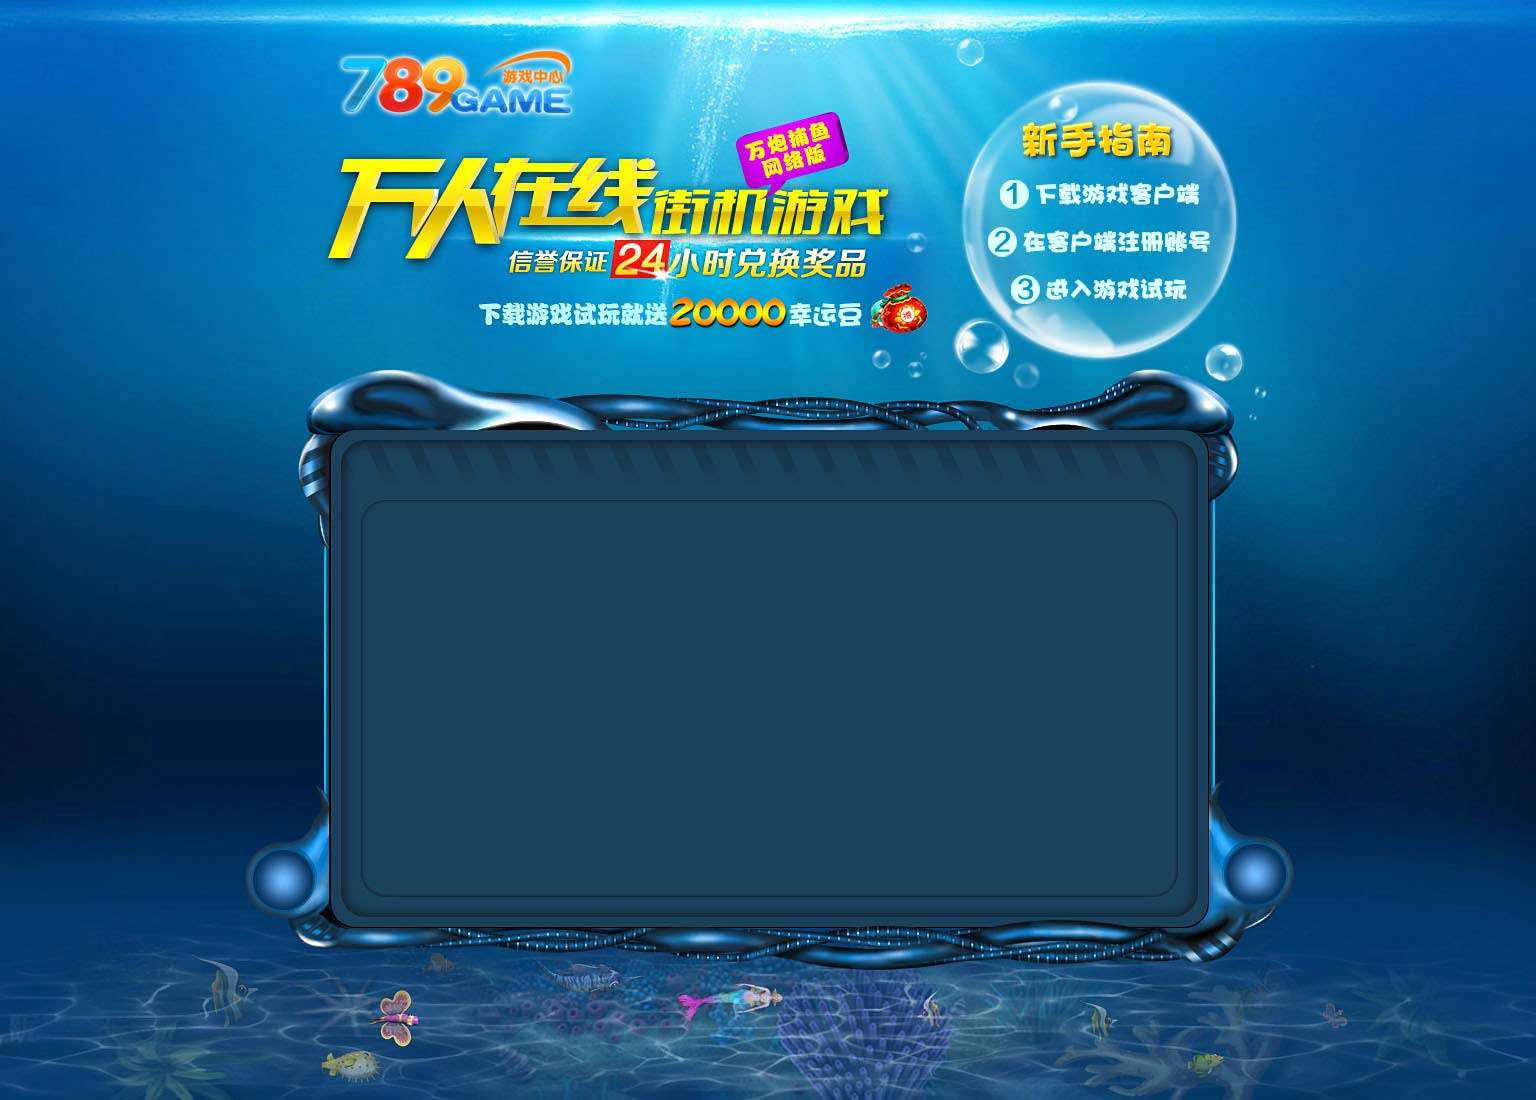 789GAME 游戏中心
万炮捕鱼
网络版
万人在线街机游戏
信誉保证24小时兑换奖品
下载游戏试玩就送20000幸运豆
新手指南
1 下载游戏客户端
2 在客户端注册账号
3 进入游戏试玩